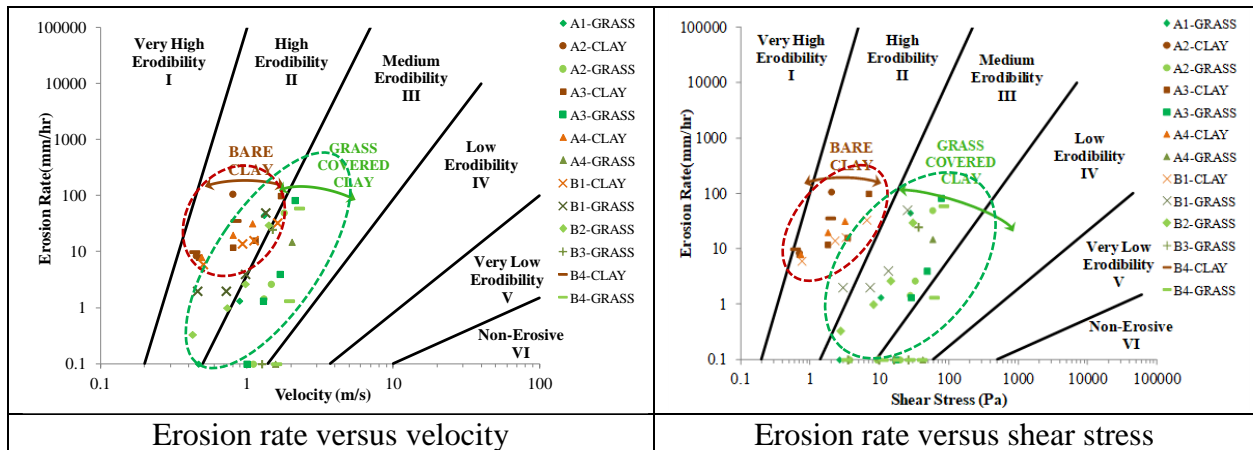 100000
10000
1000
100
10
1
0.1
Erosion Rate(mm/hr)
Very High
Erodibility
I
High
Erodibility
II
Medium
Erodibility
III
Low
Erodibility
IV
Very Low
Erodibility
V
Non-Erosive
VI
BARE
CLAY
GRASS
COVERED
CLAY
0.1
1
10
100
Velocity (m/s)
A1-GRASS
A2-CLAY
A2-GRASS
A3-CLAY
A3-GRASS
A4-CLAY
A4-GRASS
B1-CLAY
B1-GRASS
B2-GRASS
B3-GRASS
B4-CLAY
B4-GRASS
Erosion rate versus velocity
100000
10000
1000
100
10
1
0.1
Erosion Rate(mm/hr)
Very High
Erodibility
I
High
Erodibility
II
Medium
Erodibility
III
Low
Erodibility
IV
Very Low
Erodibility
V
Non-Erosive
VI
BARE
CLAY
GRASS
COVERED
CLAY
0.1
1
10
100
1000
10000
100000
Shear Stress (Pa)
A1-GRASS
A2-CLAY
A2-GRASS
A3-CLAY
A3-GRASS
A4-CLAY
A4-GRASS
B1-CLAY
B1-GRASS
B2-GRASS
B3-GRASS
B4-CLAY
B4-GRASS
Erosion rate versus shear stress